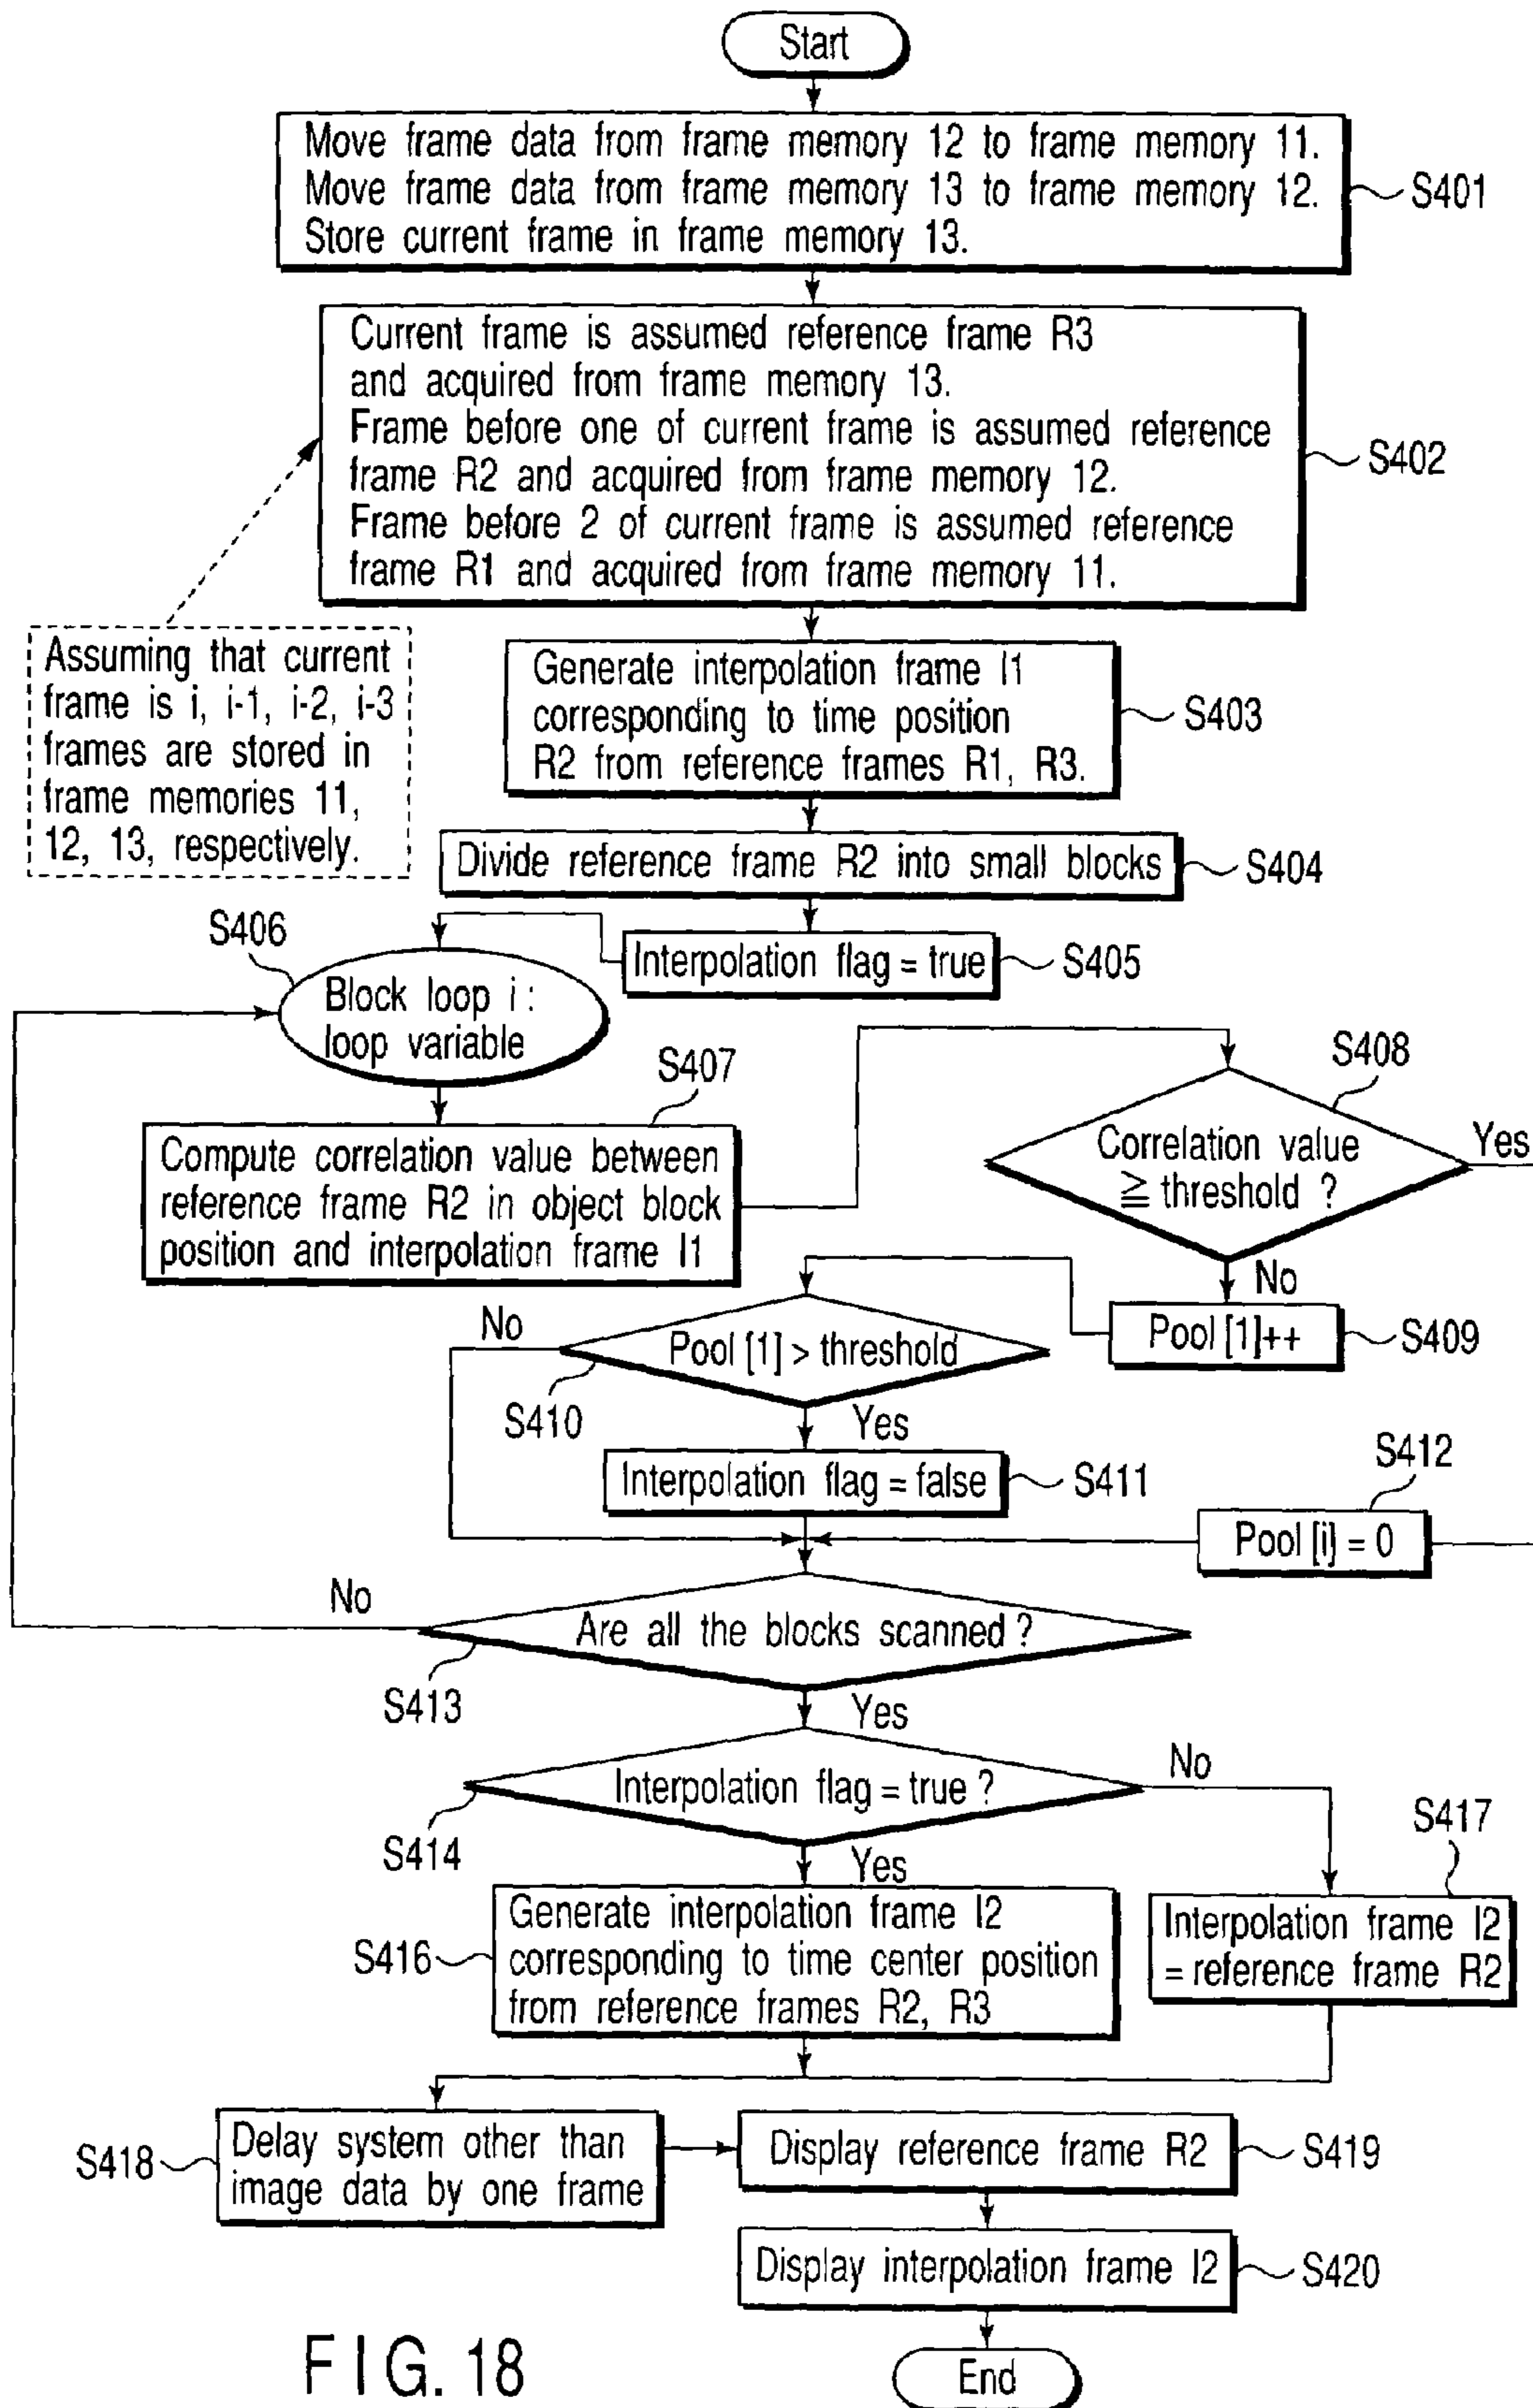 Start
Move frame data from frame memory 12 to frame memory 11.
Move frame data from frame memory 13 to frame memory 12.
Store current frame in frame memory 13.
S401
Current frame is assumed reference frame R3
and acquired from frame memory 13.
Frame before one of current frame is assumed reference
frame R2 and acquired from frame memory 12.
Frame before 2 of current frame is assumed reference
frame R1 and acquired from frame memory 11.
S402
Assuming that current
frame is i, i-1, i-2, i-3
frames are stored in
frame memories 11,
12, 13, respectively.
Generate interpolation frame I1
corresponding to time position
R2 from reference frames R1, R3.
S403
Divide reference frame R2 into small blocks
S404
Interpolation flag = true
S405
S406
Block loop i :
loop variable
S407
Compute correlation value between
reference frame R2 in object block
position and interpolation frame I1
S408
Correlation value
≧ threshold ?
Yes
No
Pool [1]++
S409
No
Pool [1] > threshold
S410
Yes
Interpolation flag = false
S411
S412
Pool [i] = 0
No
Are all the blocks scanned ?
S413
Yes
Interpolation flag = true ?
No
S414
Yes
S417
Generate interpolation frame I2
corresponding to time center position
from reference frames R2, R3
S416
Interpolation frame I2
= reference frame R2
S418
Delay system other than
image data by one frame
Display reference frame R2
S419
Display interpolation frame I2
S420
End
FIG. 18